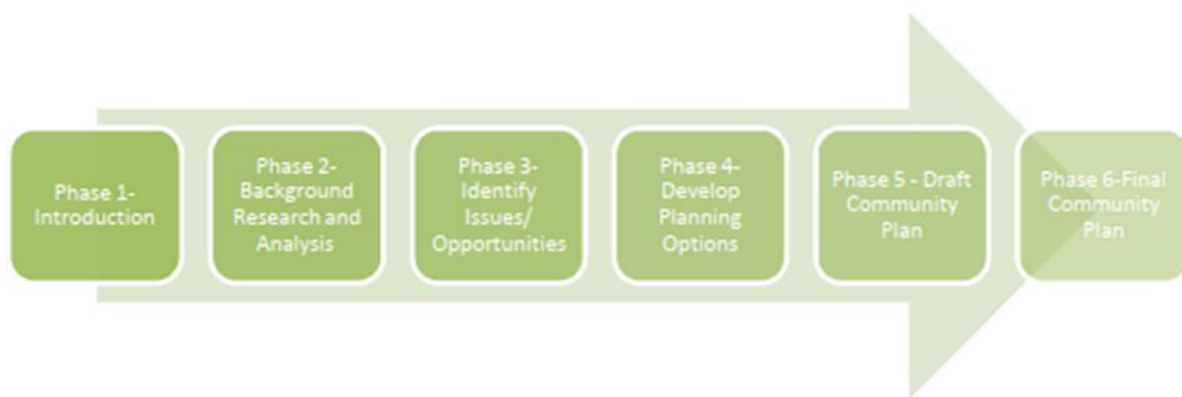 Phase 1-
Introduction
Phase 2-
Background
Research and
Analysis
Phase 3-
Identify
Issues/
Opportunities
Phase 4-
Develop
Planning
Options
Phase 5 - Draft
Community
Plan
Phase 6-Final
Community
Plan